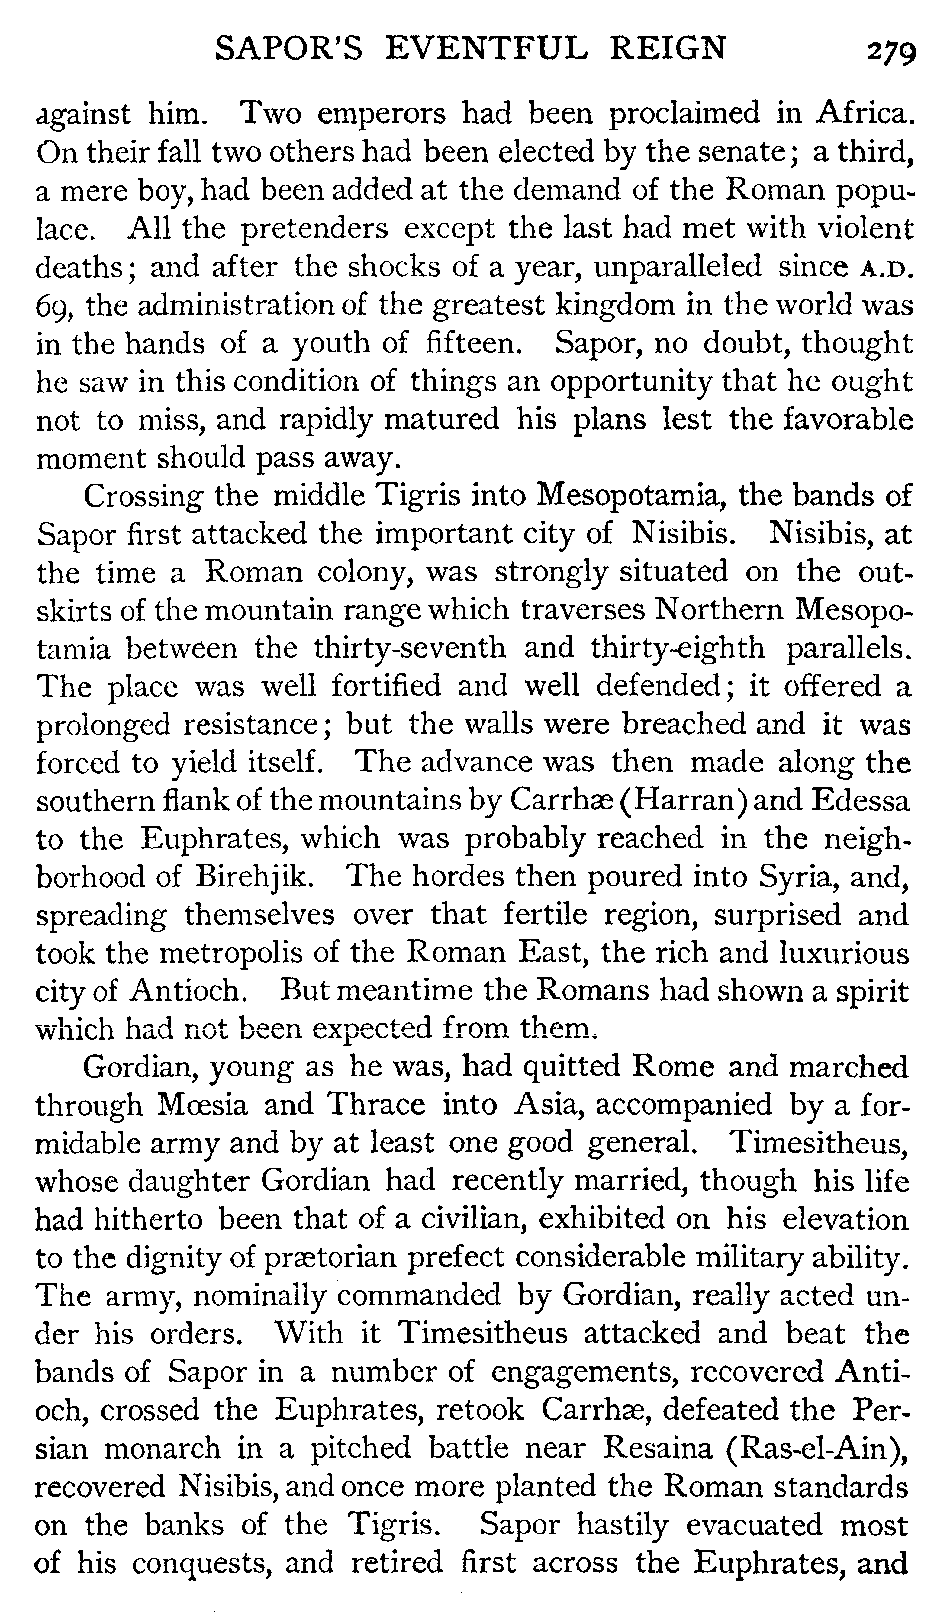 SAPOR'S EVENTFUL REIGN 279
against him. Two emperors had been proclaimed in Africa.
On their fall two others had been elected by the senate; a third,
a mere boy, had been added at the demand of the Roman popu-
lace. All the pretenders except the last had met with violent
deaths; and after the shocks of a year, unparalleled since A.D.
69, the administration of the greatest kingdom in the world was
in the hands of a youth of fifteen. Sapor, no doubt, thought
he saw in this condition of things an opportunity that he ought
not to miss, and rapidly matured his plans lest the favorable
moment should pass away.
Crossing the middle Tigris into Mesopotamia, the bands of
Sapor first attacked the important city of Nisibis. Nisibis, at
the time a Roman colony, was strongly situated on the out-
skirts of the mountain range which traverses Northern Mesopo-
tamia between the thirty-seventh and thirty-eighth parallels.
The place was well fortified and well defended; it offered a
prolonged resistance; but the walls were breached and it was
forced to yield itself. The advance was then made along the
southern flank of the mountains by Carrhæ (Harran) and Edessa
to the Euphrates, which was probably reached in the neigh-
borhood of Birehjik. The hordes then poured into Syria, and,
spreading themselves over that fertile region, surprised and
took the metropolis of the Roman East, the rich and luxurious
city of Antioch. But meantime the Romans had shown a spirit
which had not been expected from them.
Gordian, young as he was, had quitted Rome and marched
through Mœsia and Thrace into Asia, accompanied by a for-
midable army and by at least one good general. Timesitheus,
whose daughter Gordian had recently married, though his life
had hitherto been that of a civilian, exhibited on his elevation
to the dignity of prætorian prefect considerable military ability.
The army, nominally commanded by Gordian, really acted un-
der his orders. With it Timesitheus attacked and beat the
bands of Sapor in a number of engagements, recovered Anti-
och, crossed the Euphrates, retook Carrhæ, defeated the Per-
sian monarch in a pitched battle near Resaina (Ras-el-Ain),
recovered Nisibis, and once more planted the Roman standards
on the banks of the Tigris. Sapor hastily evacuated most
of his conquests, and retired first across the Euphrates, and